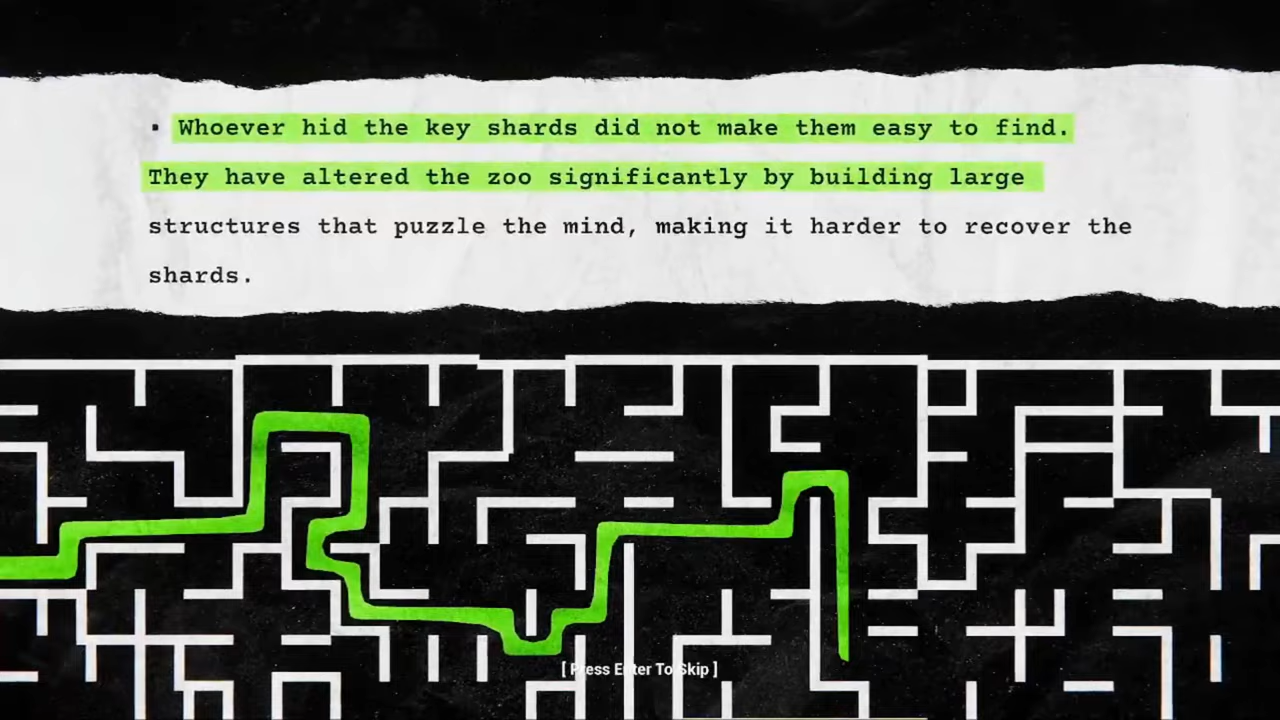 • Whoever hid the key shards did not make them easy to find.
They have altered the zoo significantly by building large
structures that puzzle the mind, making it harder to recover the
shards.
[ Press Enter To Skip ]